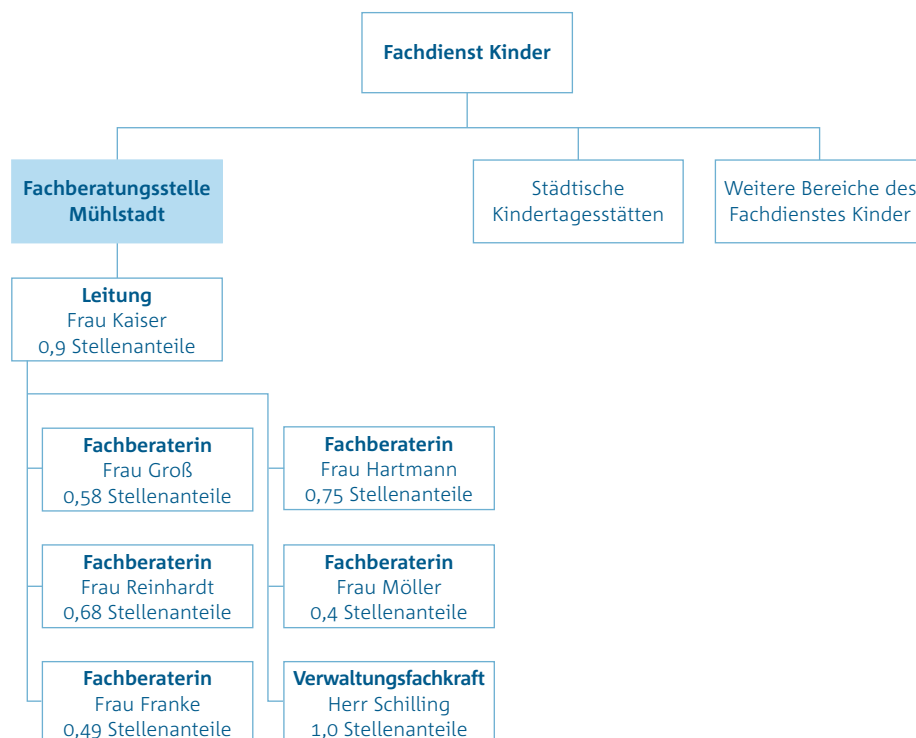 Fachdienst Kinder
Fachberatungsstelle
Mühlstadt
Städtische
Kindertagesstätten
Weitere Bereiche des
Fachdienstes Kinder
Leitung
Frau Kaiser
0,9 Stellenanteile
Fachberaterin
Frau Groß
0,58 Stellenanteile
Fachberaterin
Frau Hartmann
0,75 Stellenanteile
Fachberaterin
Frau Reinhardt
0,68 Stellenanteile
Fachberaterin
Frau Möller
0,4 Stellenanteile
Fachberaterin
Frau Franke
0,49 Stellenanteile
Verwaltungsfachkraft
Herr Schilling
1,0 Stellenanteile